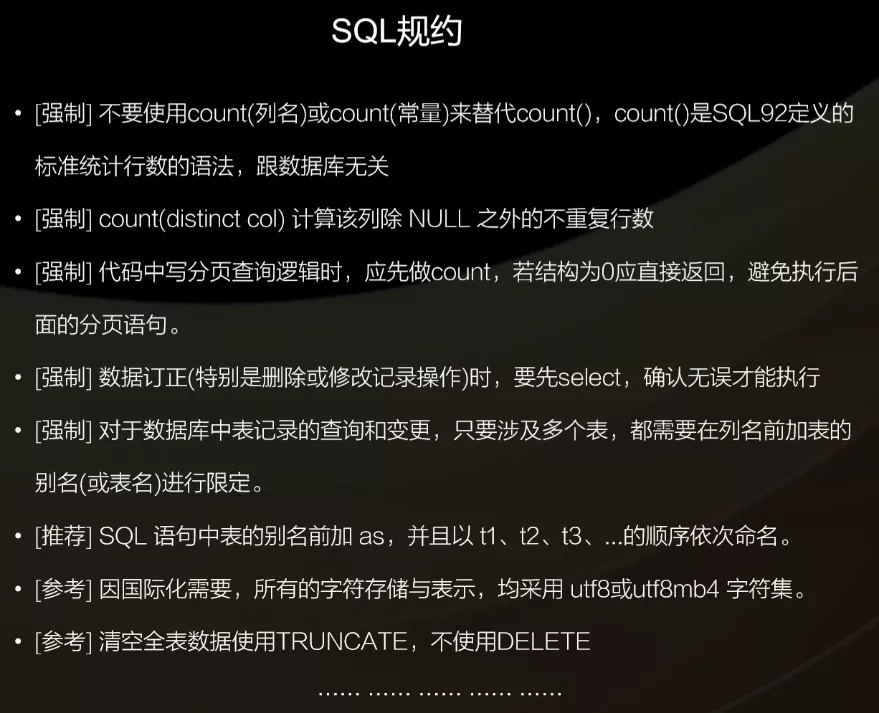 SQL规约
• [强制] 不要使用count(列名)或count(常量)来替代count()，count()是SQL92定义的
标准统计行数的语法，跟数据库无关
• [强制] count(distinct col) 计算该列除 NULL 之外的不重复行数
• [强制] 代码中写分页查询逻辑时，应先做count，若结构为0应直接返回，避免执行后
面的分页语句。
• [强制] 数据订正(特别是删除或修改记录操作)时，要先select，确认无误才能执行
• [强制] 对于数据库中表记录的查询和变更，只要涉及多个表，都需要在列名前加表的
别名(或表名)进行限定。
• [推荐] SQL 语句中表的别名前加 as，并且以 t1、t2、t3、...的顺序依次命名。
• [参考] 因国际化需要，所有的字符存储与表示，均采用 utf8或utf8mb4 字符集。
• [参考] 清空全表数据使用TRUNCATE，不使用DELETE
…… …… …… …… ……